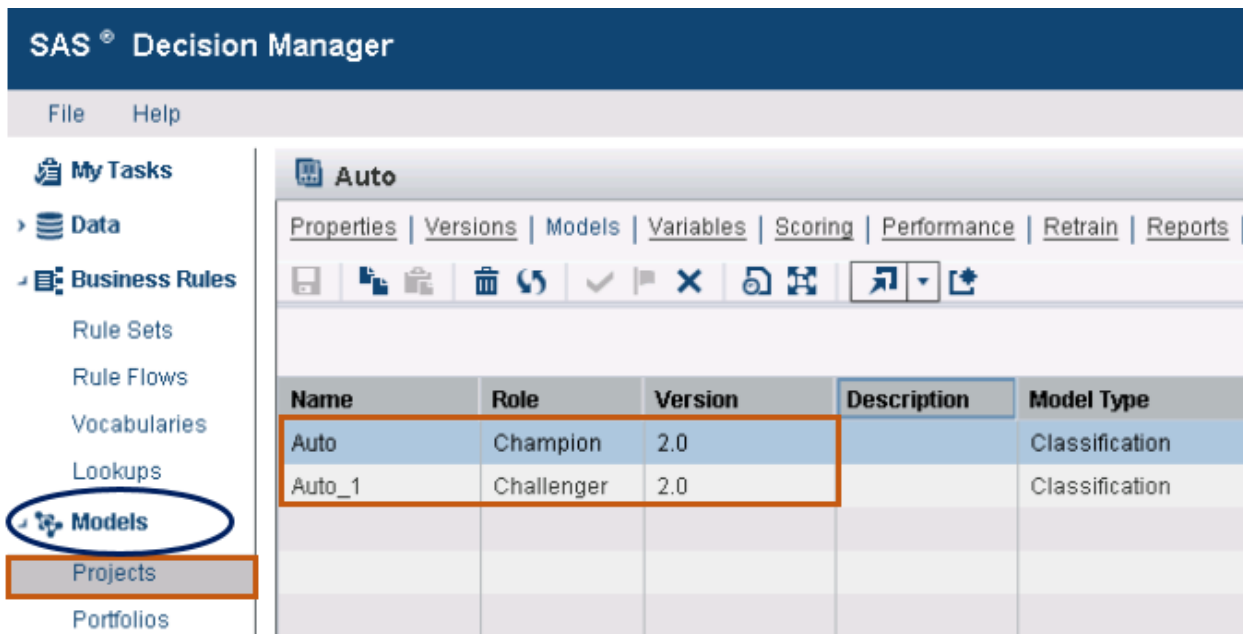 SAS ® Decision Manager
File Help
My Tasks
Data
Business Rules
Rule Sets
Rule Flows
Vocabularies
Lookups
Models
Projects
Portfolios
Auto
Properties | Versions | Models | Variables | Scoring | Performance | Retrain | Reports |
Name Role Version Description Model Type
Auto Champion 2.0 Classification
Auto_1 Challenger 2.0 Classification